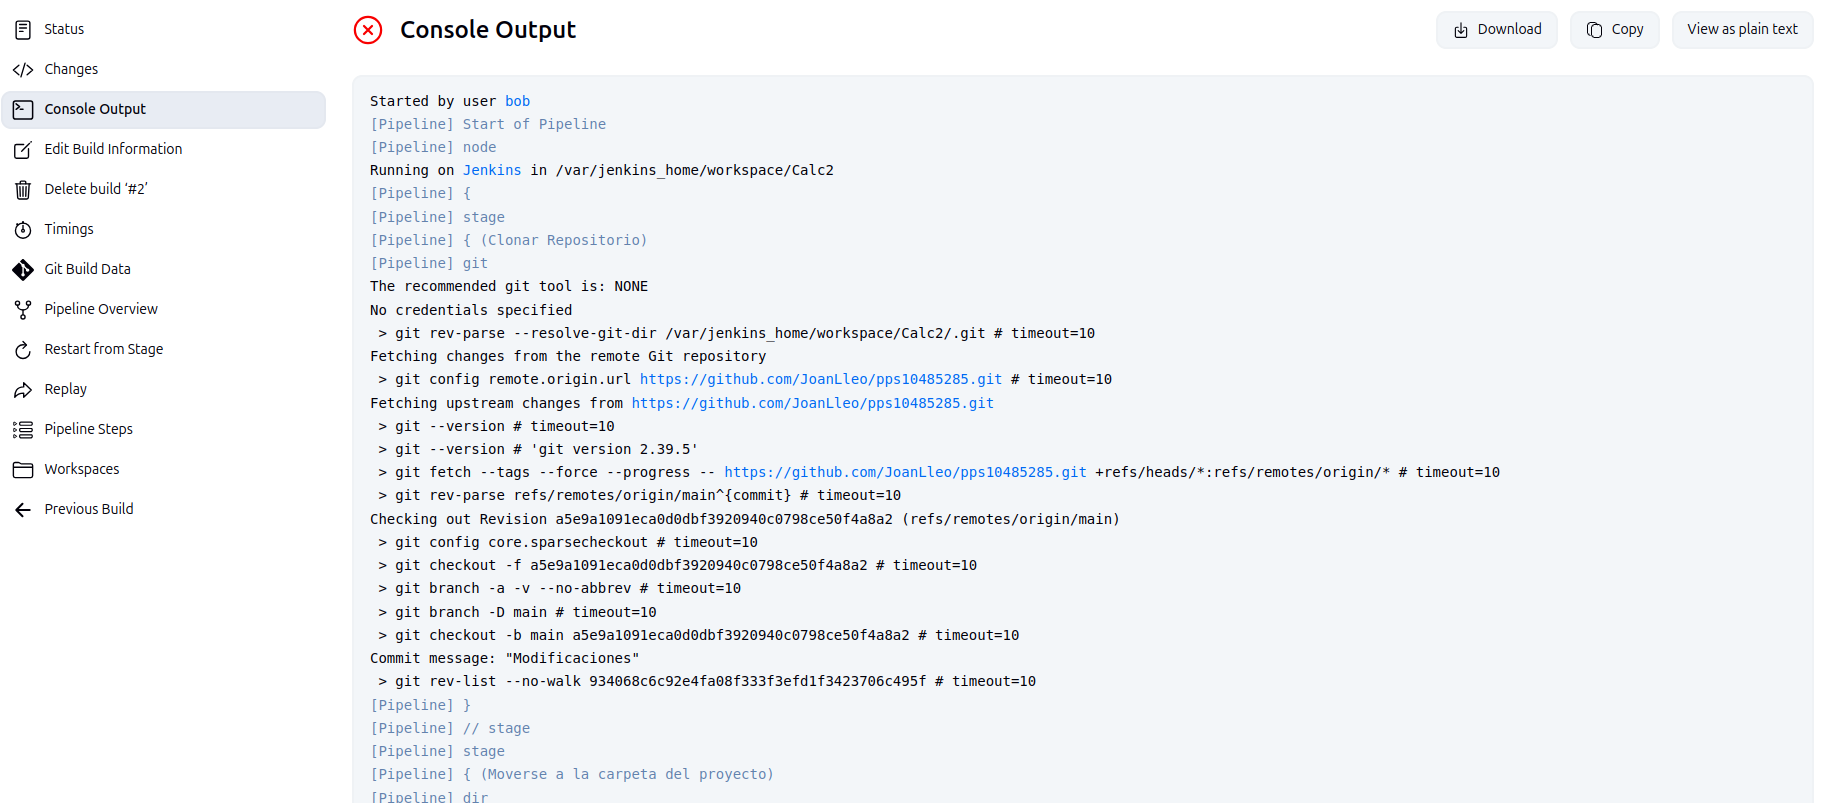 Status
Changes
Console Output
Edit Build Information
Delete build ‘#2’
Timings
Git Build Data
Pipeline Overview
Restart from Stage
Replay
Pipeline Steps
Workspaces
Previous Build
Console Output
Download
Copy
View as plain text
Started by user bob
[Pipeline] Start of Pipeline
[Pipeline] node
Running on Jenkins in /var/jenkins_home/workspace/Calc2
[Pipeline] {
[Pipeline] stage
[Pipeline] { (Clonar Repositorio)
[Pipeline] git
The recommended git tool is: NONE
No credentials specified
 > git rev-parse --resolve-git-dir /var/jenkins_home/workspace/Calc2/.git # timeout=10
Fetching changes from the remote Git repository
 > git config remote.origin.url https://github.com/JoanLleo/pps10485285.git # timeout=10
Fetching upstream changes from https://github.com/JoanLleo/pps10485285.git
 > git --version # timeout=10
 > git --version # 'git version 2.39.5'
 > git fetch --tags --force --progress -- https://github.com/JoanLleo/pps10485285.git +refs/heads/*:refs/remotes/origin/* # timeout=10
 > git rev-parse refs/remotes/origin/main^{commit} # timeout=10
Checking out Revision a5e9a1091eca0d0dbf3920940c0798ce50f4a8a2 (refs/remotes/origin/main)
 > git config core.sparsecheckout # timeout=10
 > git checkout -f a5e9a1091eca0d0dbf3920940c0798ce50f4a8a2 # timeout=10
 > git branch -a -v --no-abbrev # timeout=10
 > git branch -D main # timeout=10
 > git checkout -b main a5e9a1091eca0d0dbf3920940c0798ce50f4a8a2 # timeout=10
Commit message: "Modificaciones"
 > git rev-list --no-walk 934068c6c92e4fa08f333f3efd1f3423706c495f # timeout=10
[Pipeline] }
[Pipeline] // stage
[Pipeline] stage
[Pipeline] { (Moverse a la carpeta del proyecto)
[Pipeline] dir